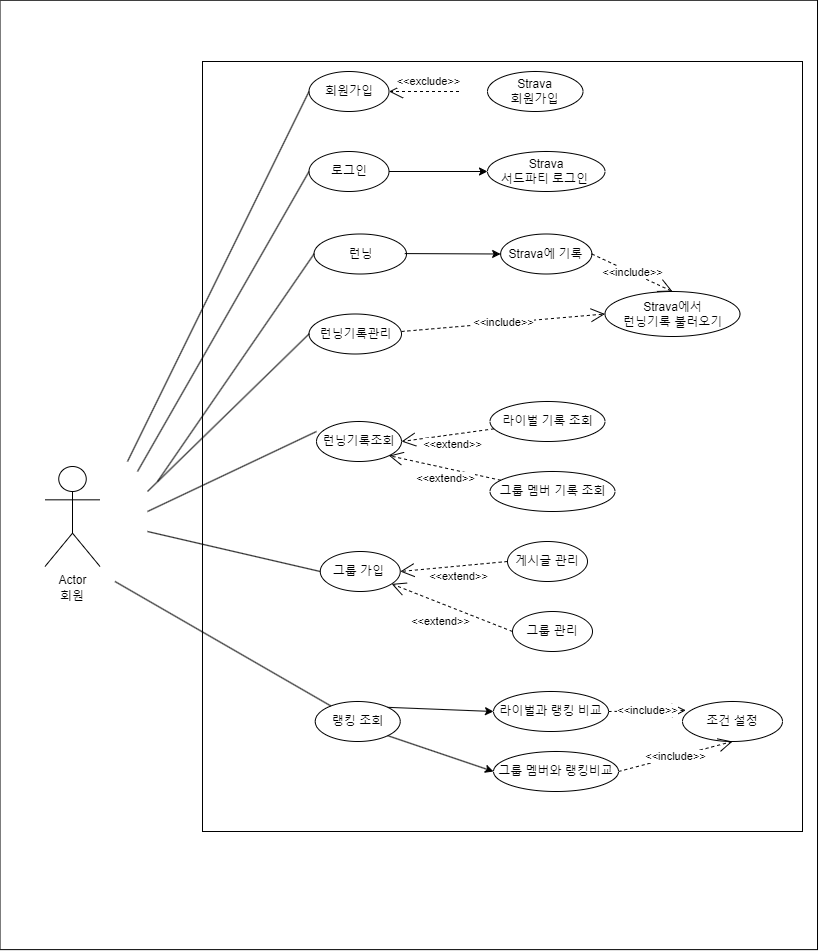 회원가입
<<exclude>>
Strava
회원가입
로그인
Strava
서드파티 로그인
런닝
Strava에 기록
<<include>>
Strava에서
런닝기록 불러오기
런닝기록관리
<<include>>
런닝기록조회
<<extend>>
라이벌 기록 조회
<<extend>>
그룹 멤버 기록 조회
Actor
회원
그룹 가입
<<extend>>
게시글 관리
<<extend>>
그룹 관리
랭킹 조회
라이벌과 랭킹 비교
<<include>>
조건 설정
그룹 멤버와 랭킹비교
<<include>>